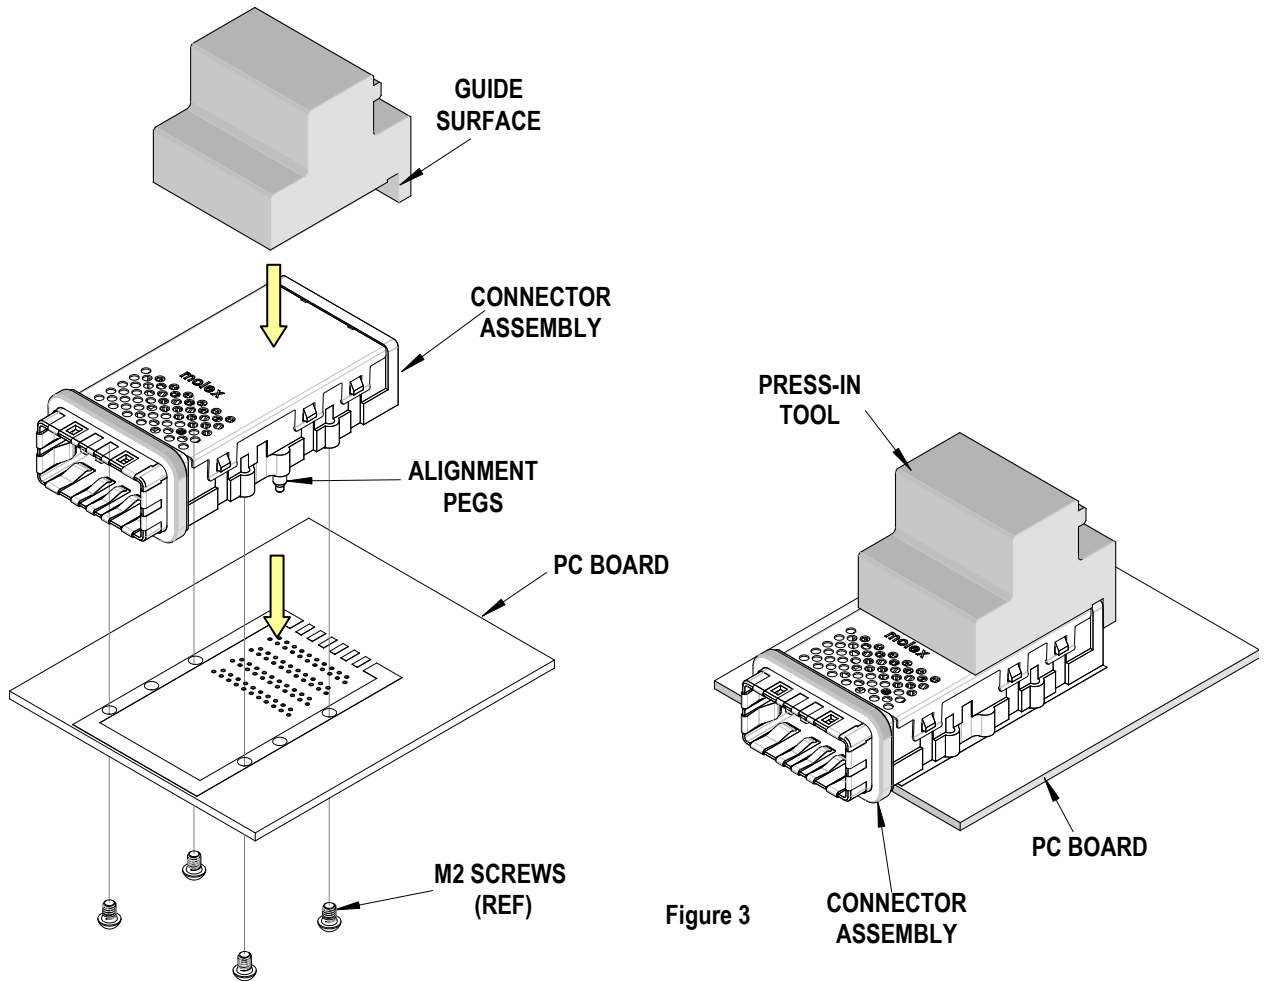 GUIDE
SURFACE
CONNECTOR
ASSEMBLY
molex
ALIGNMENT
PEGS
PC BOARD
M2 SCREWS
(REF)
PRESS-IN
TOOL
molex
PC BOARD
CONNECTOR
ASSEMBLY
Figure 3